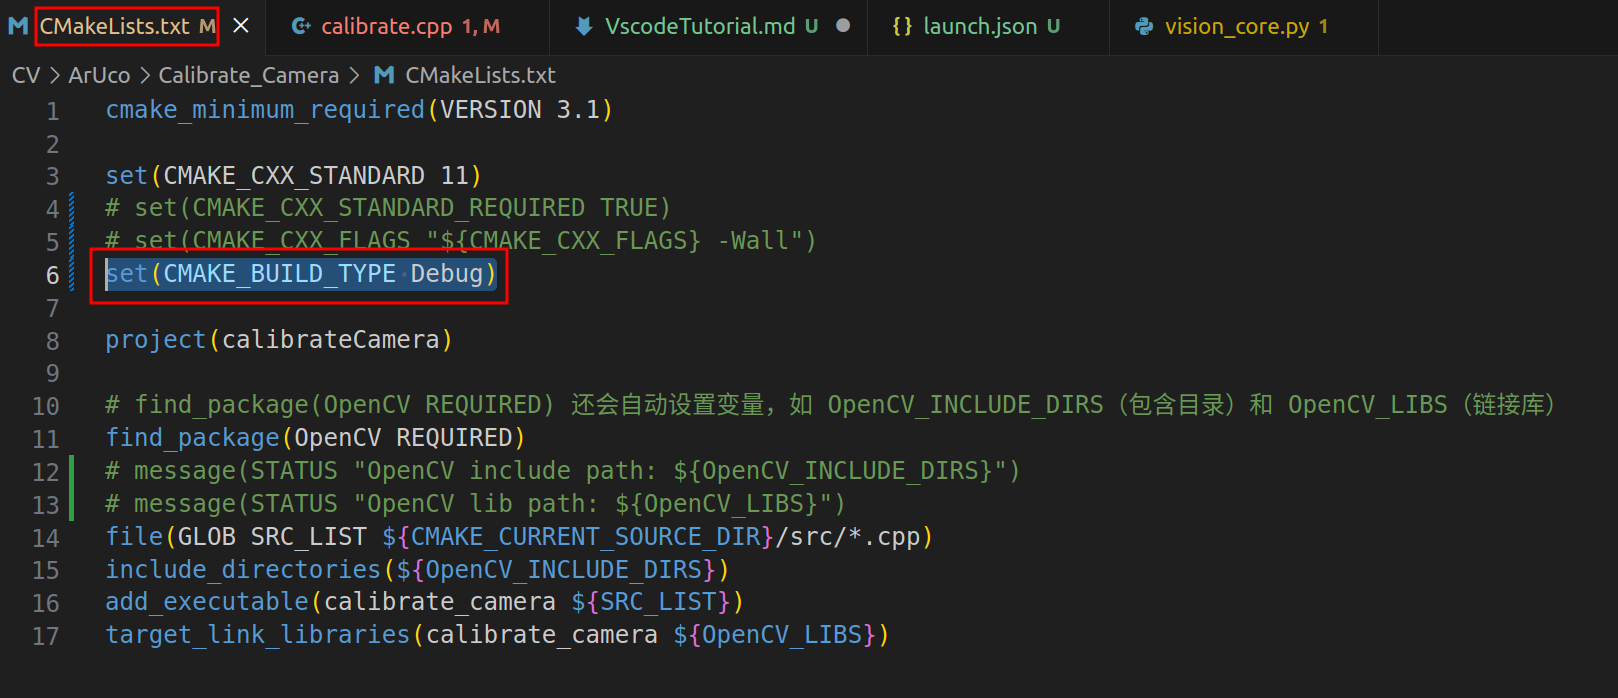 CMakeLists.txt M calibrate.cpp 1, M VscodeTutorial.md U launch.json U vision_core.py 1
CV > ArUco > Calibrate_Camera > M CMakeLists.txt
1 cmake_minimum_required(VERSION 3.1)
2
3 set(CMAKE_CXX_STANDARD 11)
4 # set(CMAKE_CXX_STANDARD_REQUIRED TRUE)
5 # set(CMAKE_CXX_FLAGS "${CMAKE_CXX_FLAGS} -Wall")
6 set(CMAKE_BUILD_TYPE Debug)
7
8 project(calibrateCamera)
9
10 # find_package(OpenCV REQUIRED) 还会自动设置变量，如 OpenCV_INCLUDE_DIRS（包含目录）和 OpenCV_LIBS（链接库）
11 find_package(OpenCV REQUIRED)
12 # message(STATUS "OpenCV include path: ${OpenCV_INCLUDE_DIRS}")
13 # message(STATUS "OpenCV lib path: ${OpenCV_LIBS}")
14 file(GLOB SRC_LIST ${CMAKE_CURRENT_SOURCE_DIR}/src/*.cpp)
15 include_directories(${OpenCV_INCLUDE_DIRS})
16 add_executable(calibrate_camera ${SRC_LIST})
17 target_link_libraries(calibrate_camera ${OpenCV_LIBS})